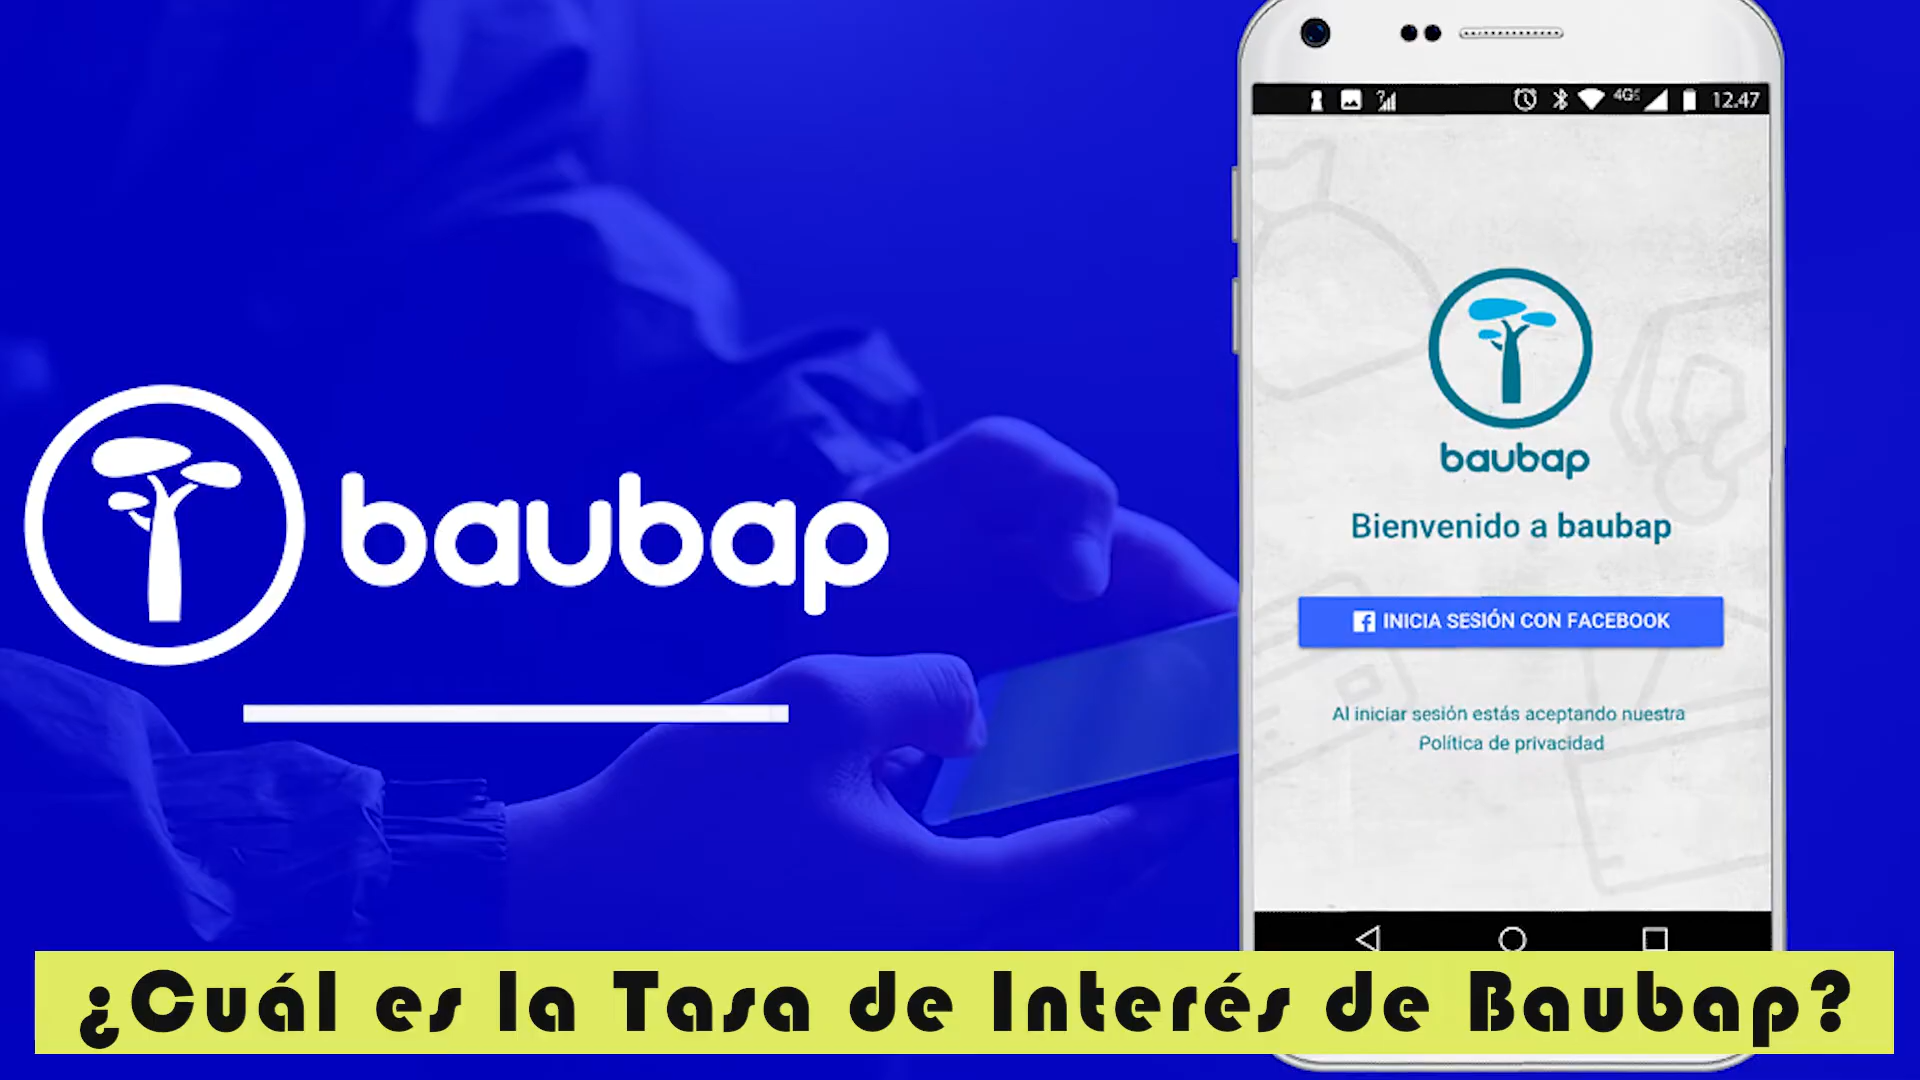 4G
12.47
baubap
Bienvenido a baubap
INICIA SESIÓN CON FACEBOOK
Al iniciar sesión estás aceptando nuestra
Política de privacidad
baubap
¿Cuál es la Tasa de Interés de Baubap?